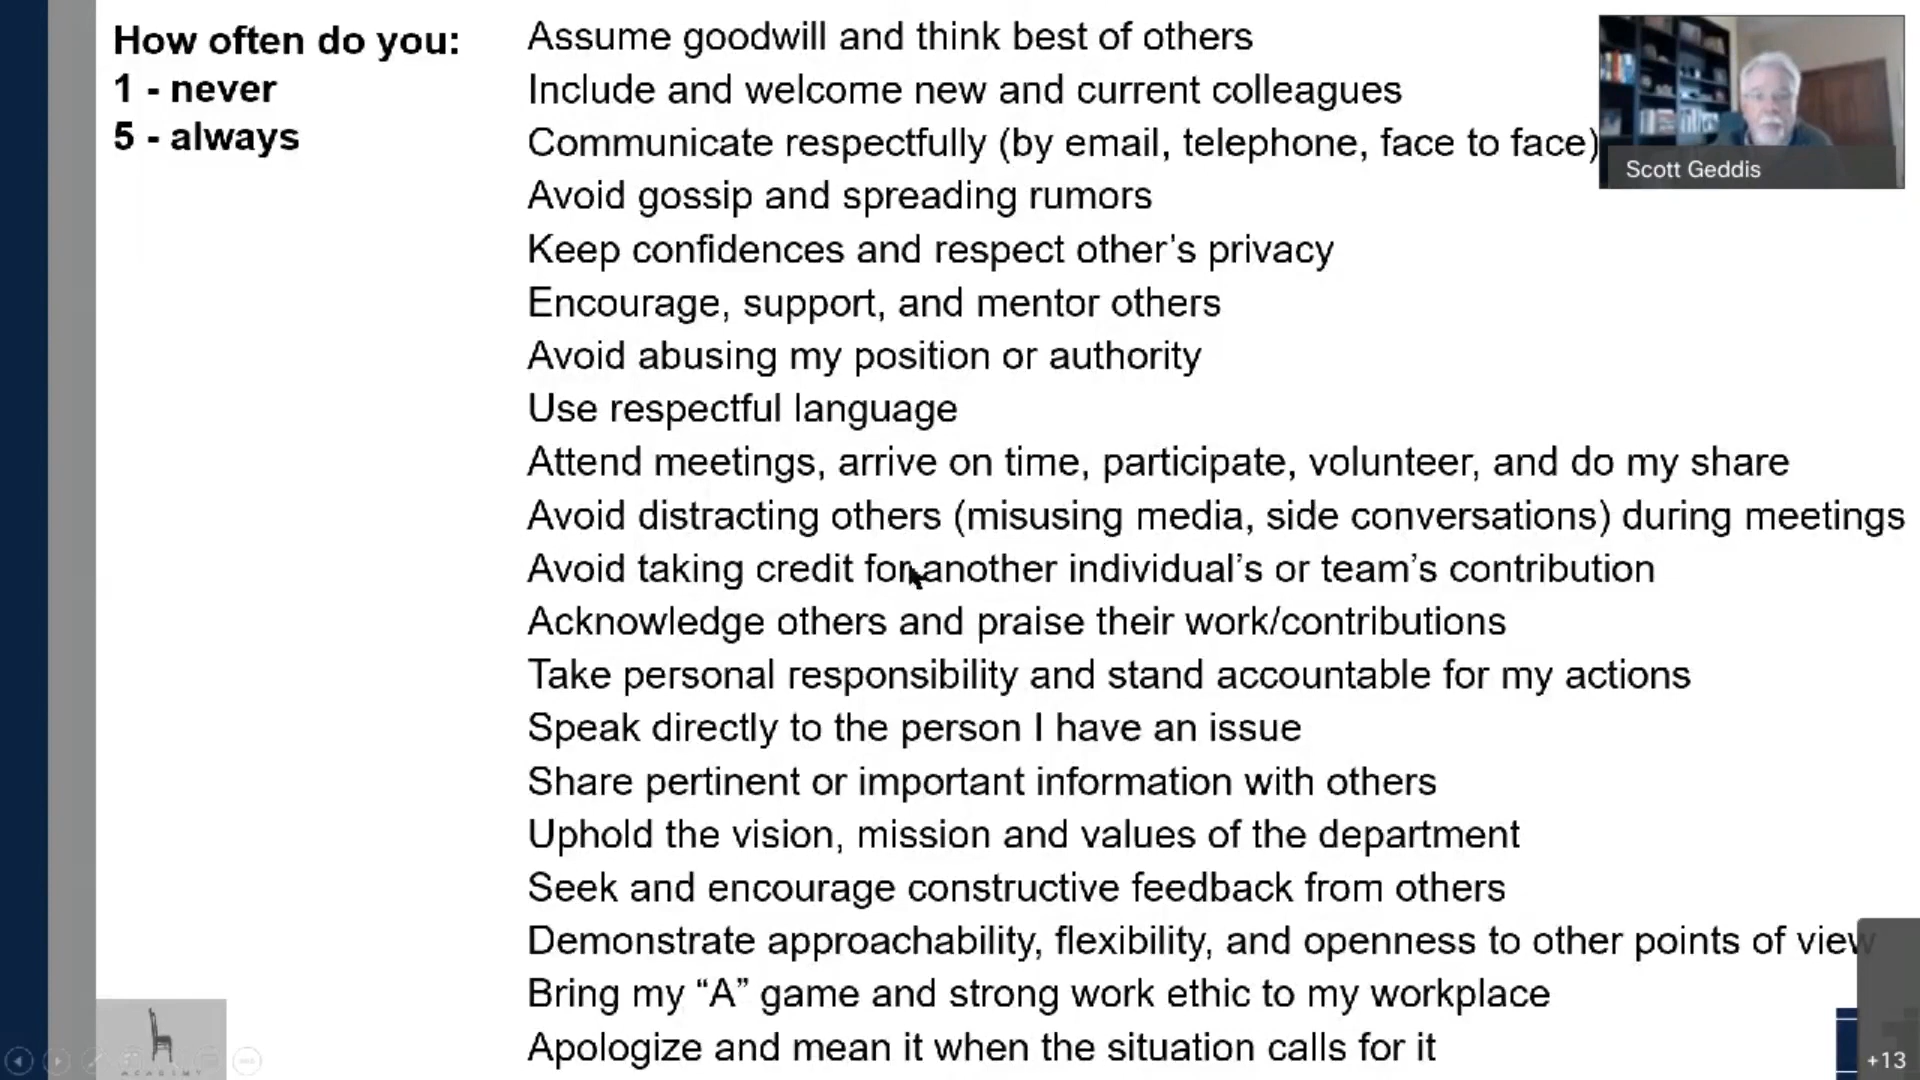 How often do you:
1 - never
5 - always
Assume goodwill and think best of others
Include and welcome new and current colleagues
Communicate respectfully (by email, telephone, face to face)
Avoid gossip and spreading rumors
Keep confidences and respect other’s privacy
Encourage, support, and mentor others
Avoid abusing my position or authority
Use respectful language
Attend meetings, arrive on time, participate, volunteer, and do my share
Avoid distracting others (misusing media, side conversations) during meetings
Avoid taking credit for another individual’s or team’s contribution
Acknowledge others and praise their work/contributions
Take personal responsibility and stand accountable for my actions
Speak directly to the person I have an issue
Share pertinent or important information with others
Uphold the vision, mission and values of the department
Seek and encourage constructive feedback from others
Demonstrate approachability, flexibility, and openness to other points of view
Bring my “A” game and strong work ethic to my workplace
Apologize and mean it when the situation calls for it
Scott Geddis
ACADEMY
+13